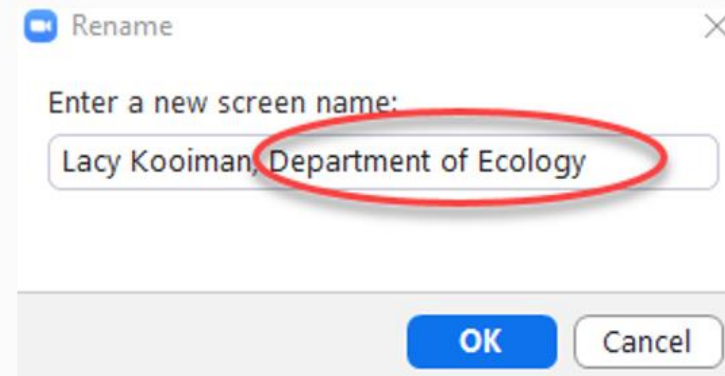 Rename
Enter a new screen name:
Lacy Kooiman, Department of Ecology
OK Cancel